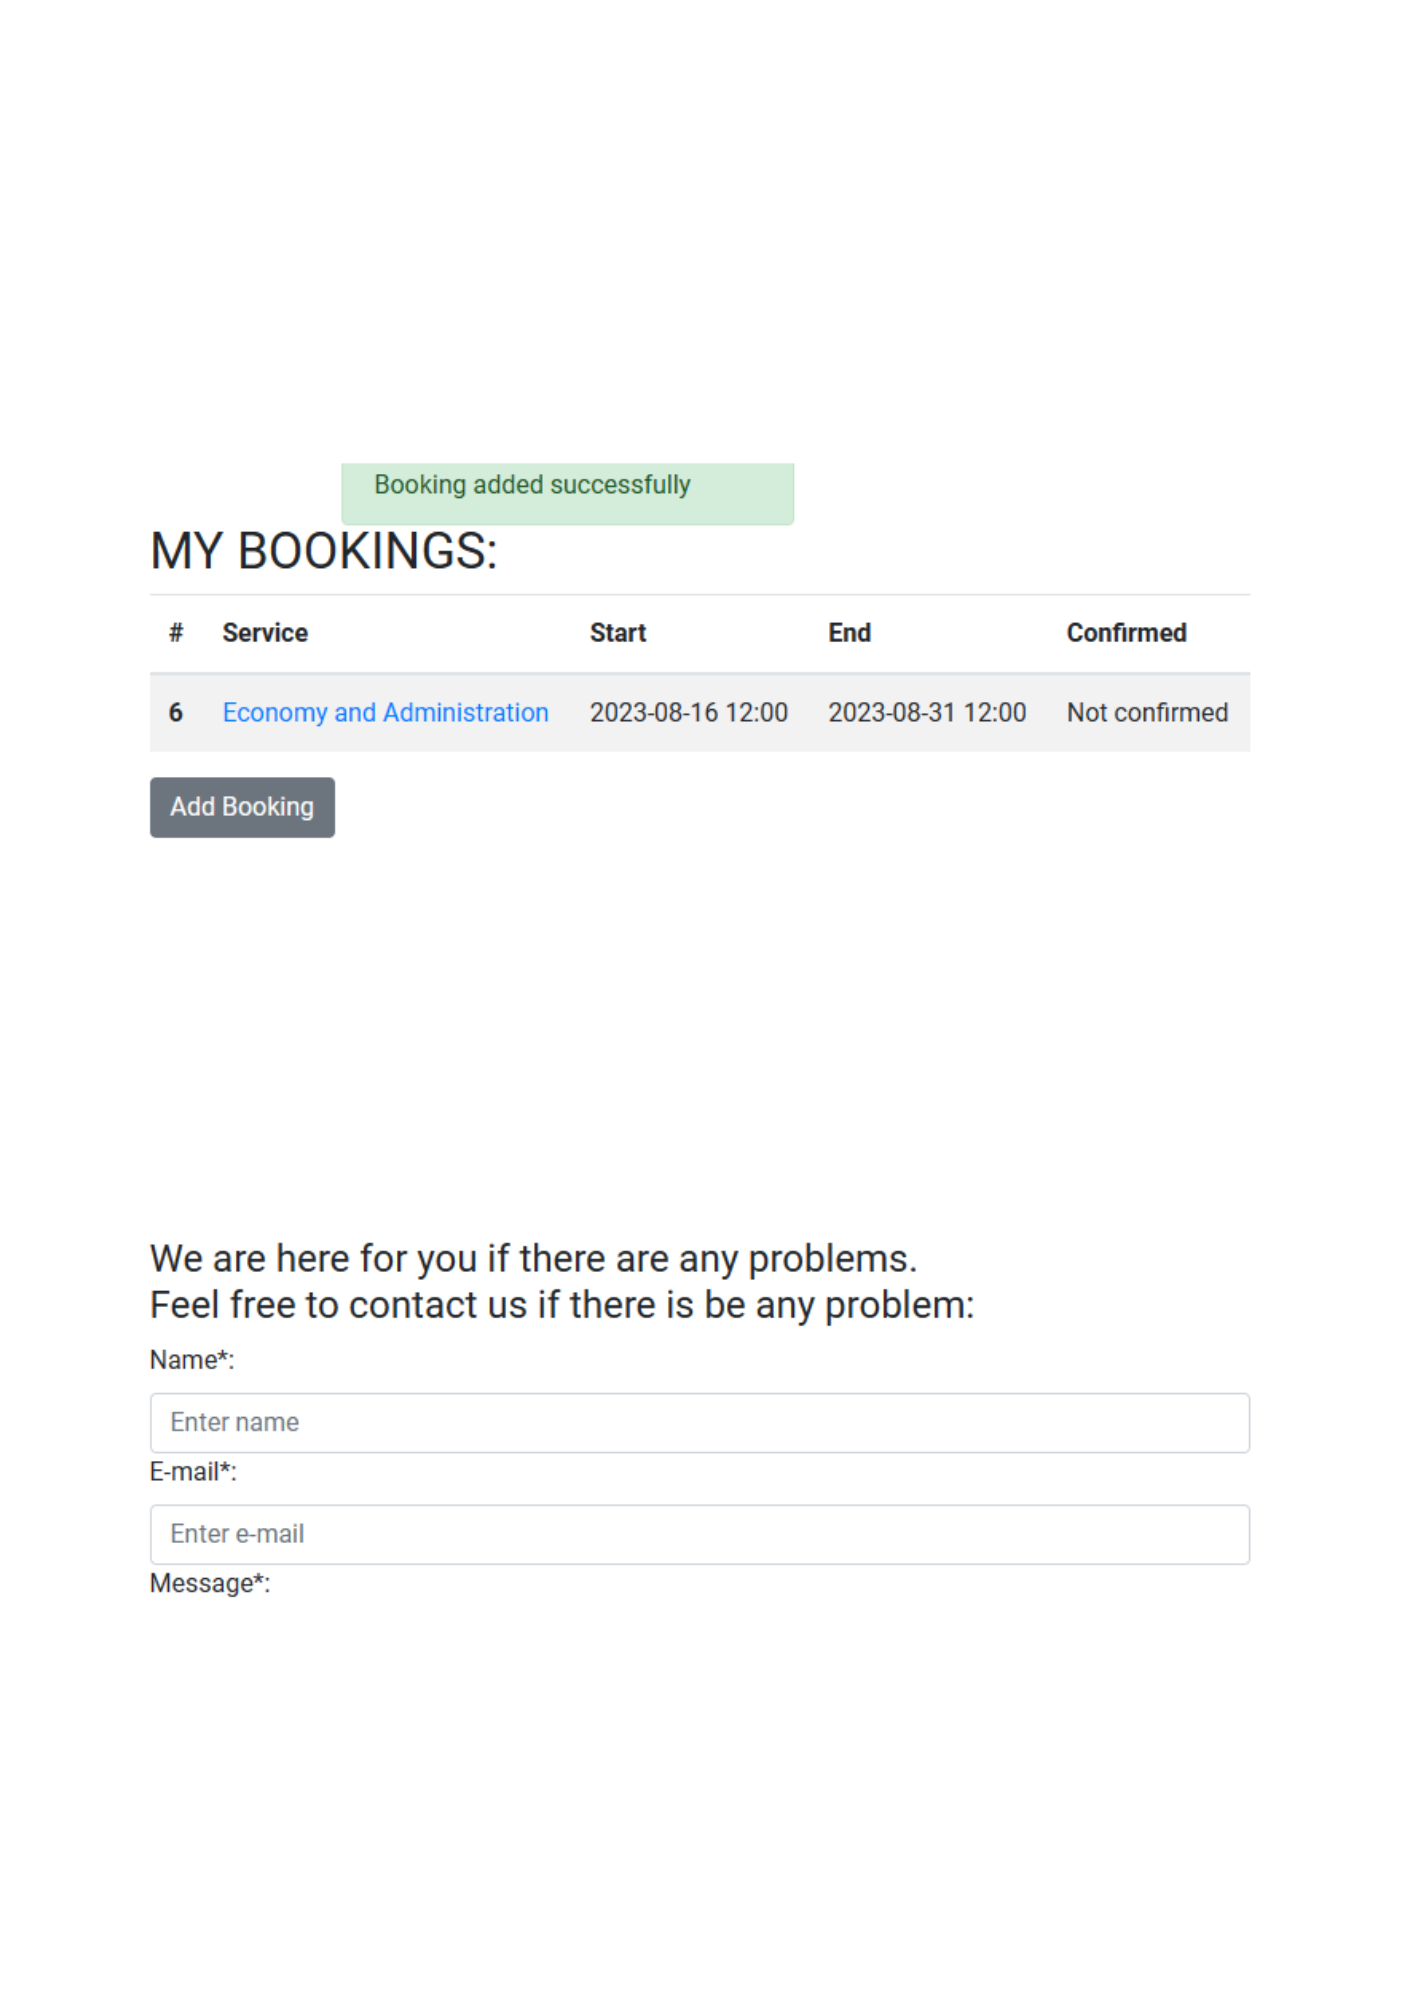 Booking added successfully
MY BOOKINGS:
# Service Start End Confirmed
6 Economy and Administration 2023-08-16 12:00 2023-08-31 12:00 Not confirmed
Add Booking
We are here for you if there are any problems.
Feel free to contact us if there is be any problem:
Name*:
Enter name
E-mail*:
Enter e-mail
Message*: